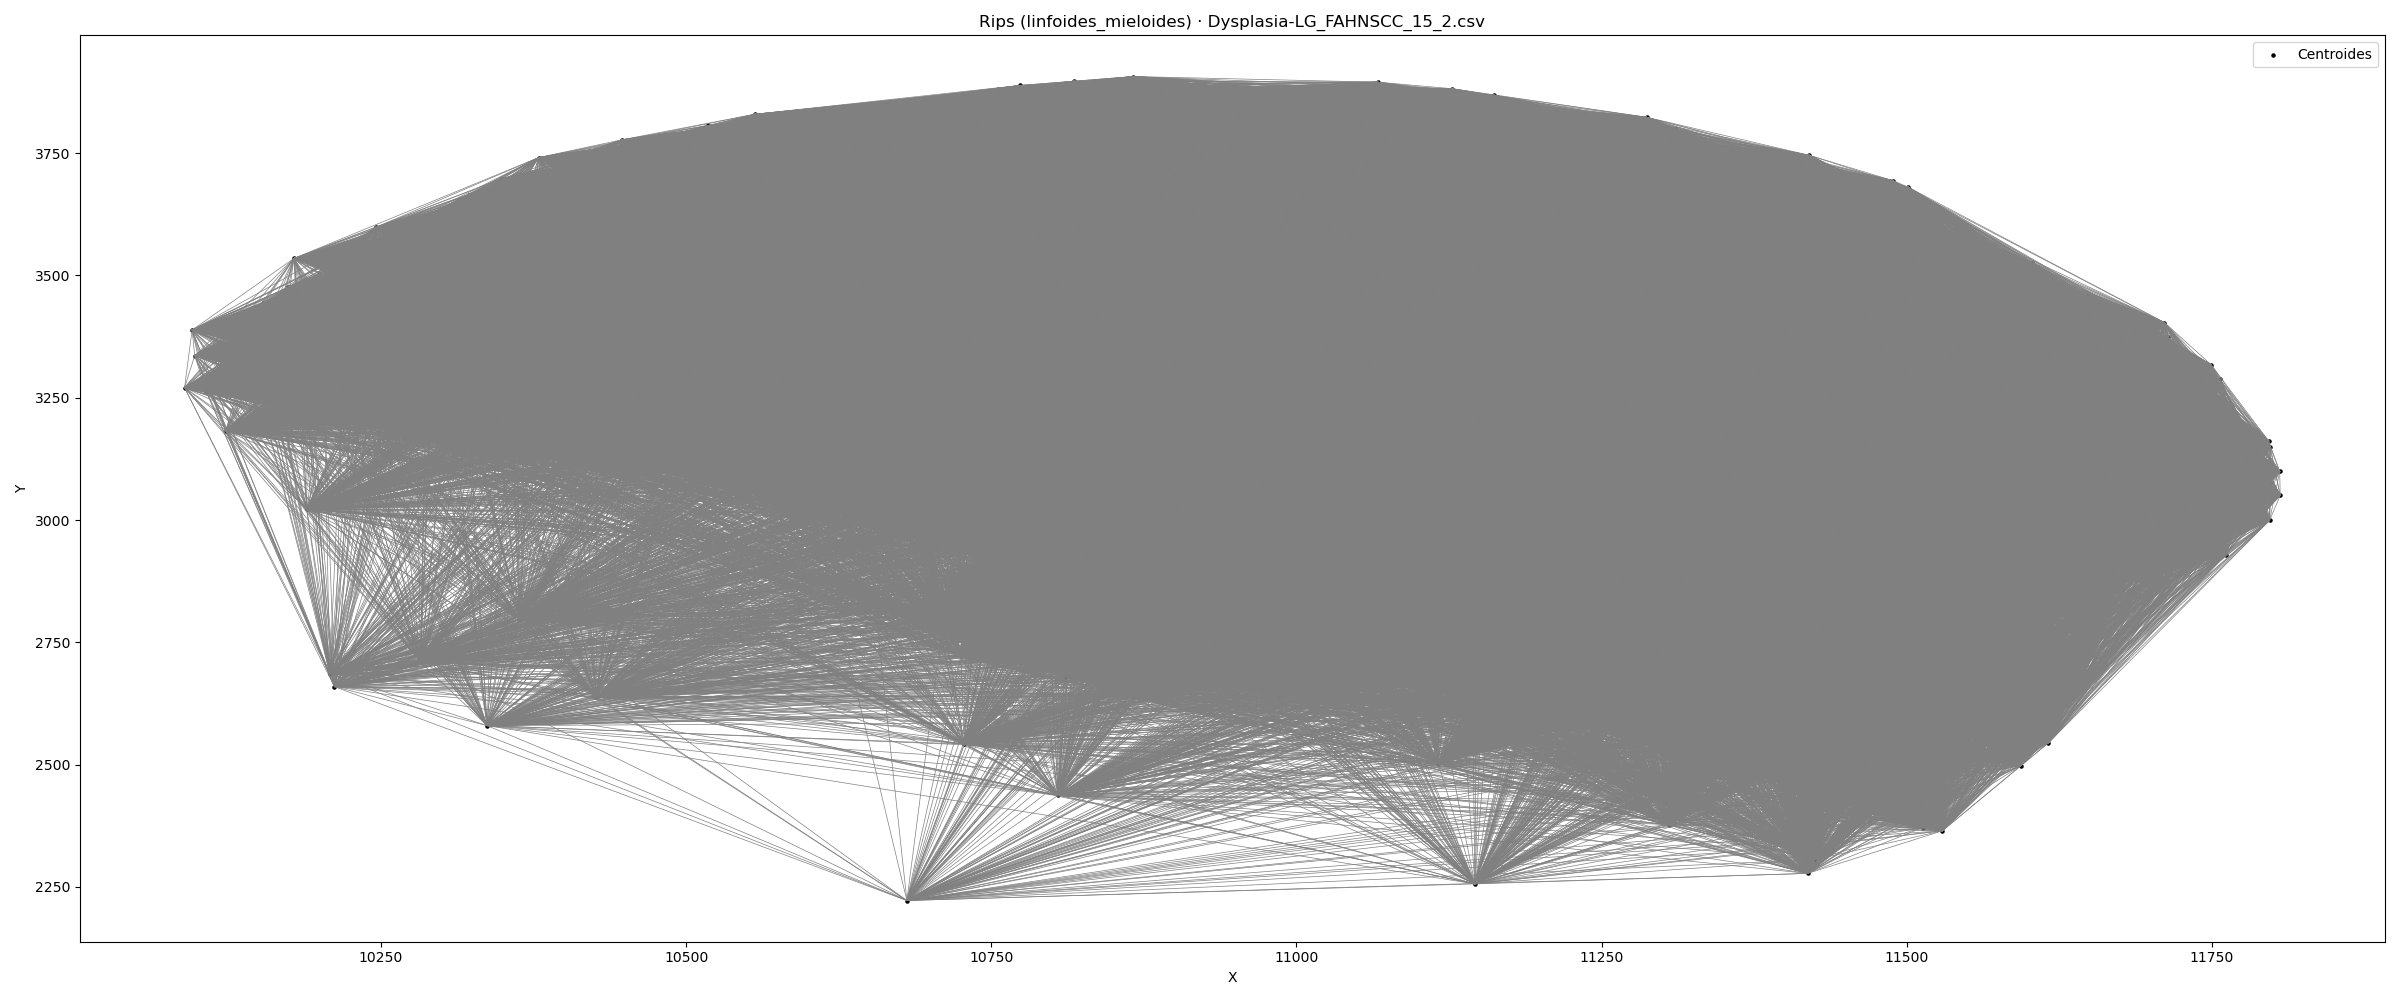 Rips (linfoides_mieloides) · Dysplasia-LG_FAHNSCC_15_2.csv
Centroides
3750
3500
3250
3000
2750
2500
2250
Y
10250 10500 10750 11000 11250 11500 11750
X